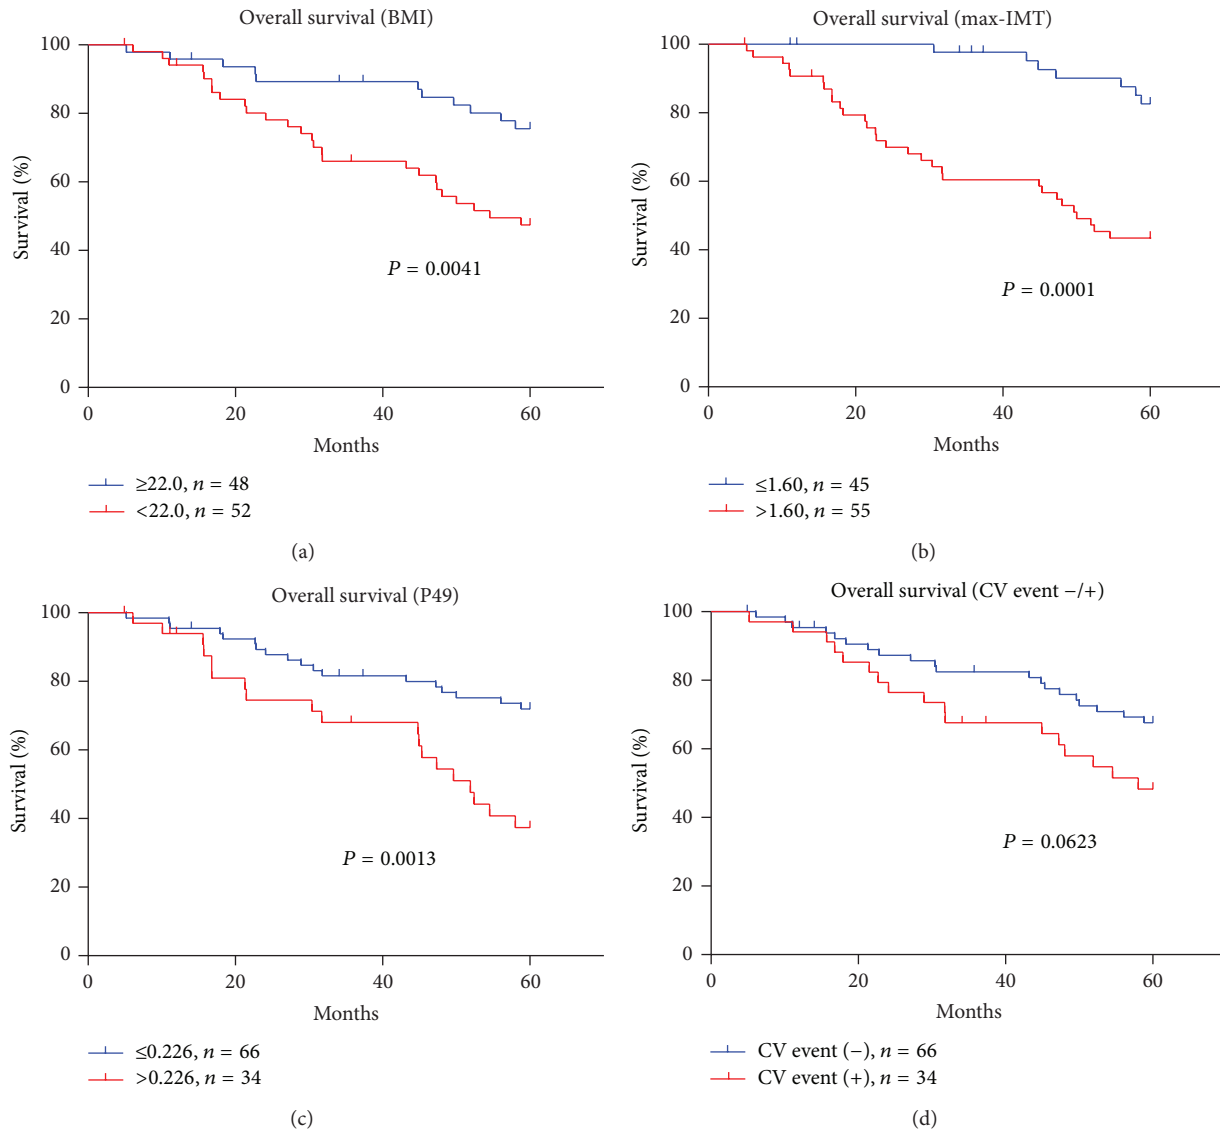 Overall survival (BMI)
100
80
60
40
20
0
Survival (%)
P = 0.0041
0 20 40 60
Months
≥22.0, n = 48
<22.0, n = 52
(a)
Overall survival (max-IMT)
100
80
60
40
20
0
Survival (%)
P = 0.0001
0 20 40 60
Months
≤1.60, n = 45
>1.60, n = 55
(b)
Overall survival (P49)
100
80
60
40
20
0
Survival (%)
P = 0.0013
0 20 40 60
Months
≤0.226, n = 66
>0.226, n = 34
(c)
Overall survival (CV event −/+)
100
80
60
40
20
0
Survival (%)
P = 0.0623
0 20 40 60
Months
CV event (−), n = 66
CV event (+), n = 34
(d)